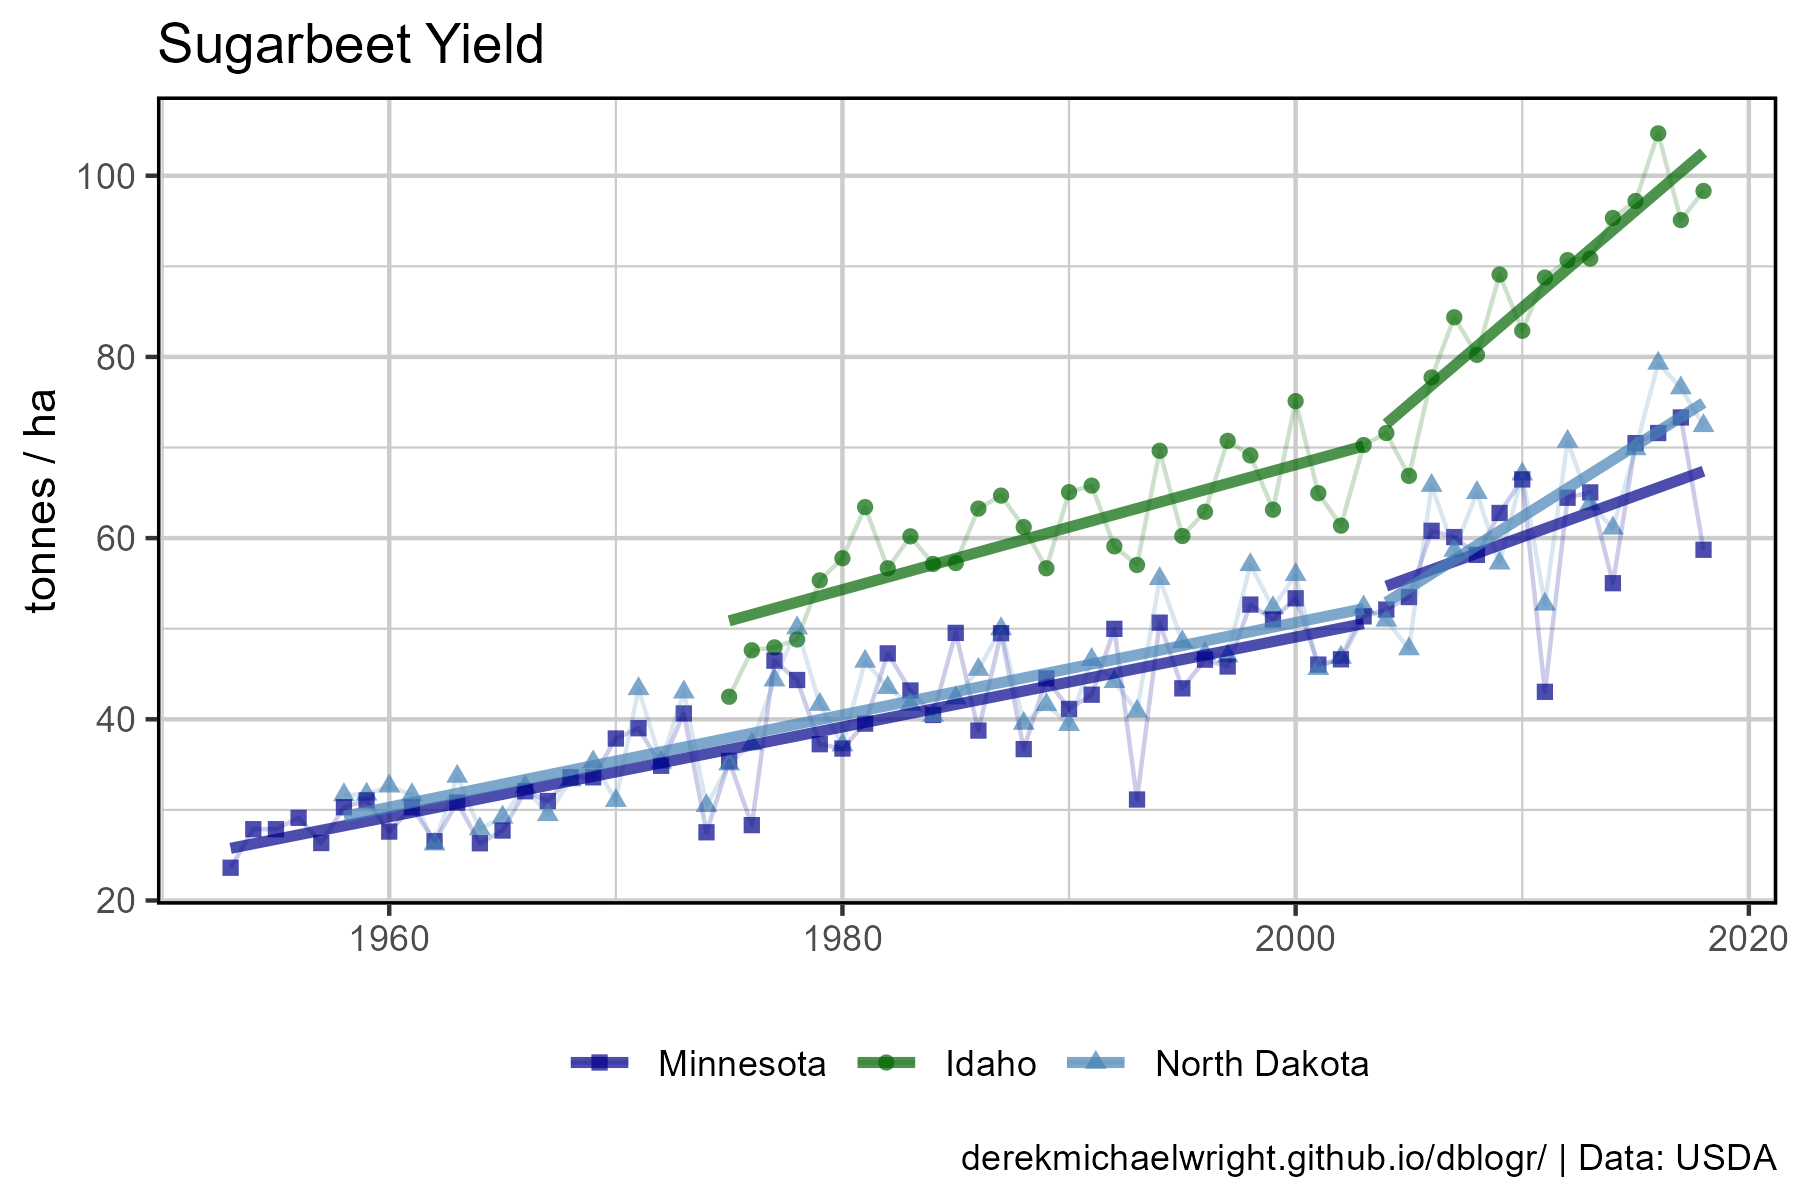 Sugarbeet Yield
tonnes / ha
100
80
60
40
20
1960 1980 2000 2020
Minnesota Idaho North Dakota
derekmichaelwright.github.io/dblogr/ | Data: USDA